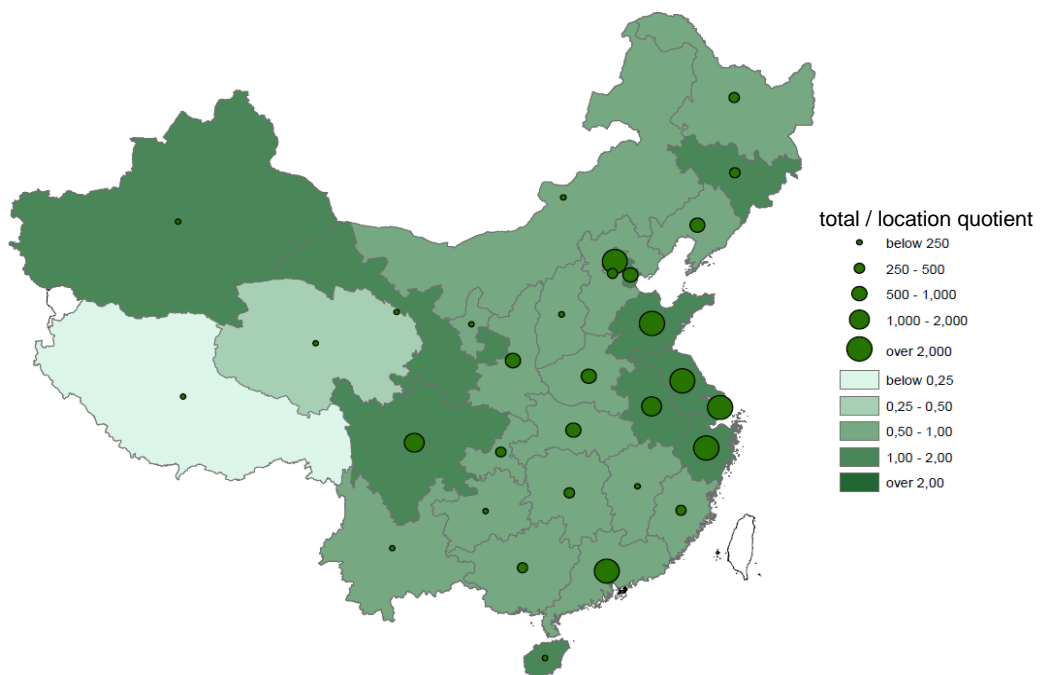 total / location quotient
below 250
250 - 500
500 - 1,000
1,000 - 2,000
over 2,000
below 0,25
0,25 - 0,50
0,50 - 1,00
1,00 - 2,00
over 2,00